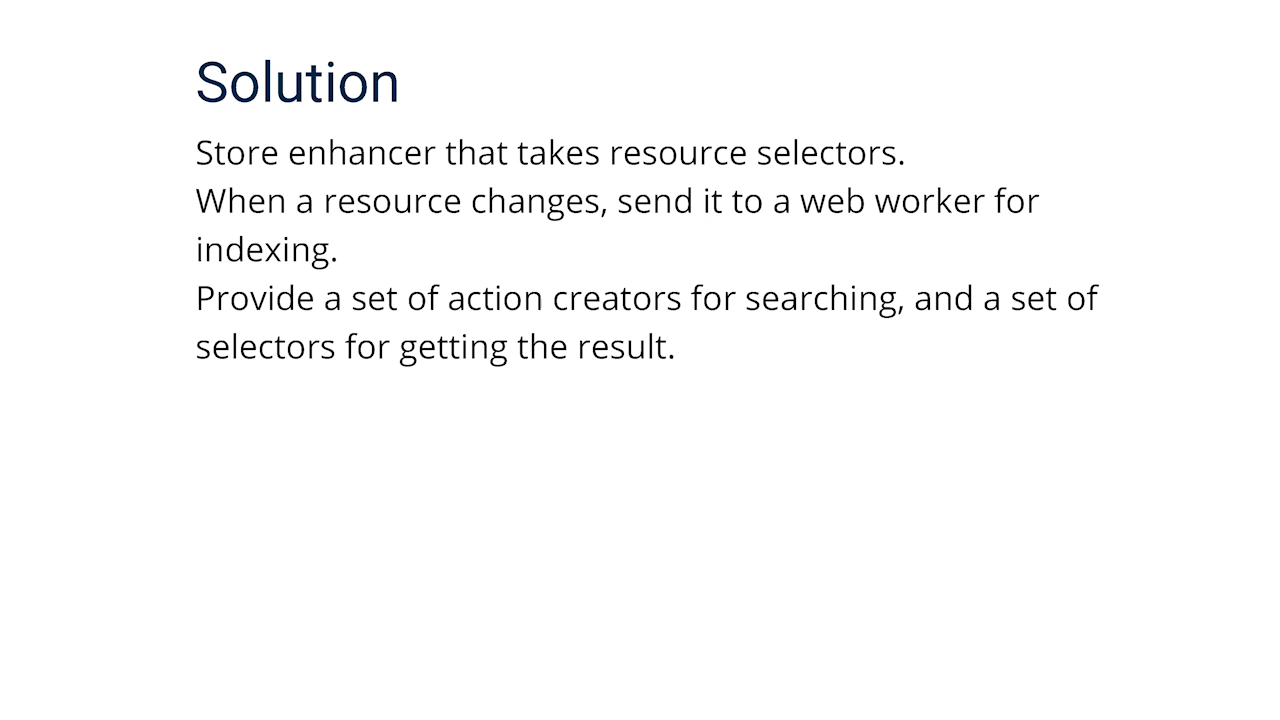 Solution
Store enhancer that takes resource selectors.
When a resource changes, send it to a web worker for
indexing.
Provide a set of action creators for searching, and a set of
selectors for getting the result.